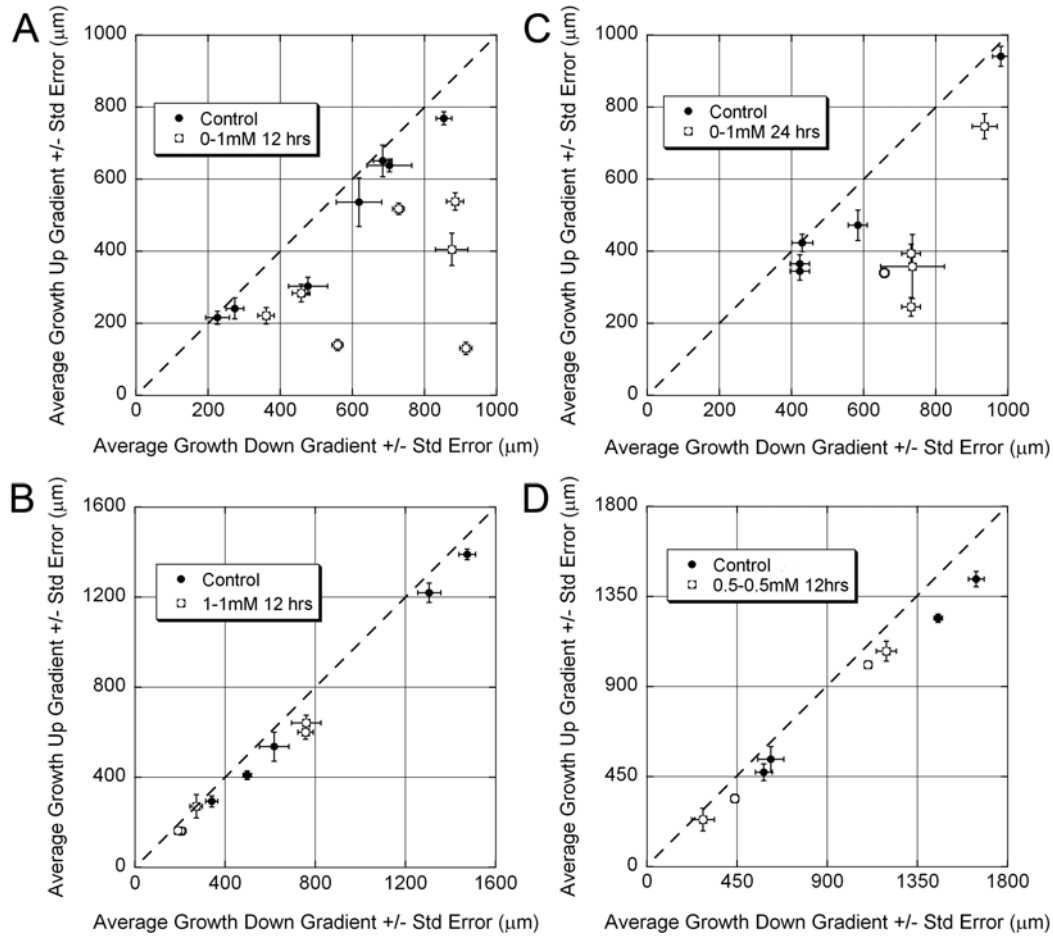 A
Average Growth Up Gradient +/- Std Error (μm)
1000
800
600
400
200
0
Control
0-1mM 12 hrs
0 200 400 600 800 1000
Average Growth Down Gradient +/- Std Error (μm)
C
Average Growth Up Gradient +/- Std Error (μm)
1000
800
600
400
200
0
Control
0-1mM 24 hrs
0 200 400 600 800 1000
Average Growth Down Gradient +/- Std Error (μm)
B
Average Growth Up Gradient +/- Std Error (μm)
1600
1200
800
400
0
Control
1-1mM 12 hrs
0 400 800 1200 1600
Average Growth Down Gradient +/- Std Error (μm)
D
Average Growth Up Gradient +/- Std Error (μm)
1800
1350
900
450
0
Control
0.5-0.5mM 12hrs
0 450 900 1350 1800
Average Growth Down Gradient +/- Std Error (μm)